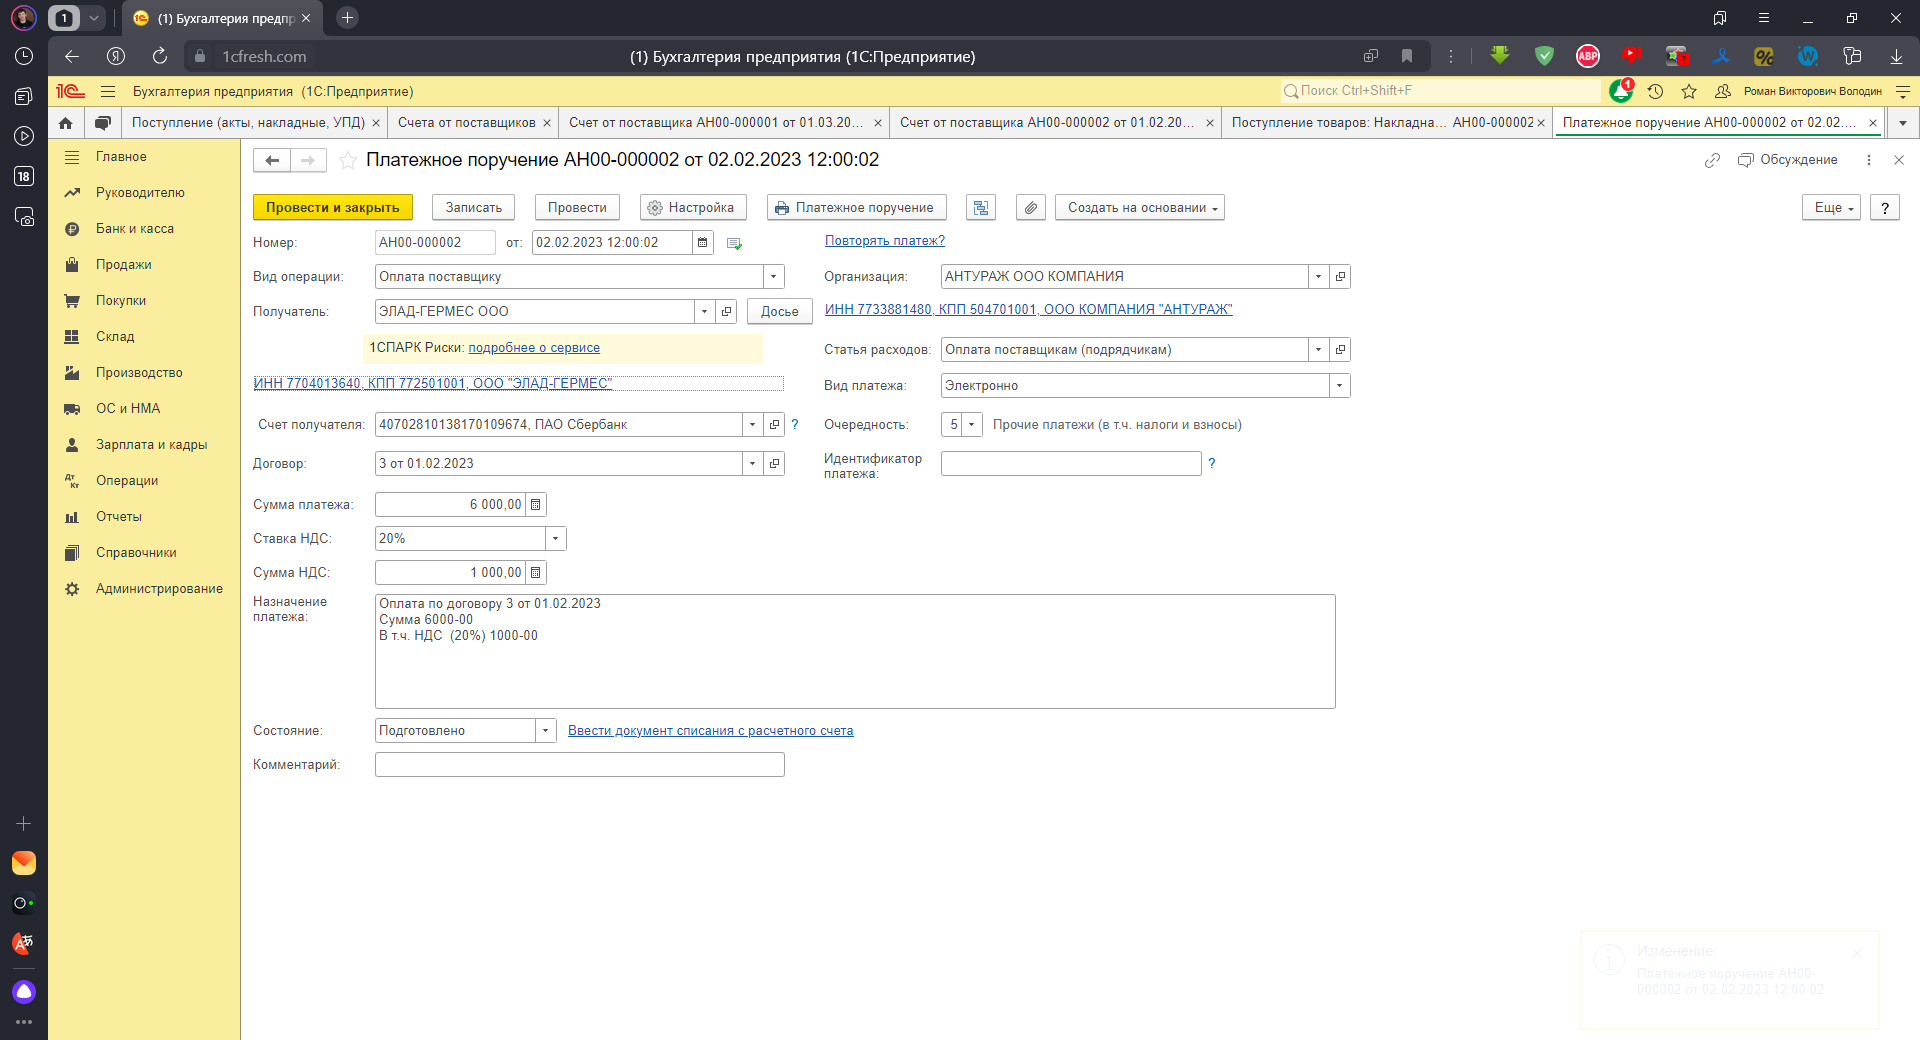 1
(1) Бухгалтерия предпр
1cfresh.com
(1) Бухгалтерия предприятия (1С:Предприятие)
ABP
18
Бухгалтерия предприятия (1С:Предприятие)
Поиск Ctrl+Shift+F
1
Роман Викторович Володин
Поступление (акты, накладные, УПД)
Счета от поставщиков
Счет от поставщика АН00-000001 от 01.03.20...
Счет от поставщика АН00-000002 от 01.02.20...
Поступление товаров: Накладна... АН00-000002
Платежное поручение АН00-000002 от 02.02....
Главное
Руководителю
Банк и касса
Продажи
Покупки
Склад
Производство
ОС и НМА
Зарплата и кадры
Операции
Отчеты
Справочники
Администрирование
Платежное поручение АН00-000002 от 02.02.2023 12:00:02
Обсуждение
Провести и закрыть
Записать
Провести
Настройка
Платежное поручение
Создать на основании
Еще
?
Номер: АН00-000002 от: 02.02.2023 12:00:02
Повторять платеж?
Вид операции: Оплата поставщику
Организация: АНТУРАЖ ООО КОМПАНИЯ
Получатель: ЭЛАД-ГЕРМЕС ООО Досье
ИНН 7733881480, КПП 504701001, ООО КОМПАНИЯ "АНТУРАЖ"
1СПАРК Риски: подробнее о сервисе
Статья расходов: Оплата поставщикам (подрядчикам)
ИНН 7704013640, КПП 772501001, ООО "ЭЛАД-ГЕРМЕС"
Вид платежа: Электронно
Счет получателя: 40702810138170109674, ПАО Сбербанк ?
Очередность: 5 Прочие платежи (в т.ч. налоги и взносы)
Договор: 3 от 01.02.2023
Идентификатор платежа: ?
Сумма платежа: 6 000,00
Ставка НДС: 20%
Сумма НДС: 1 000,00
Назначение платежа:
Оплата по договору 3 от 01.02.2023
Сумма 6000-00
В т.ч. НДС (20%) 1000-00
Состояние: Подготовлено Ввести документ списания с расчетного счета
Комментарий:
Изменение:
Платежное поручение АН00-
000002 от 02.02.2023 12:00:02